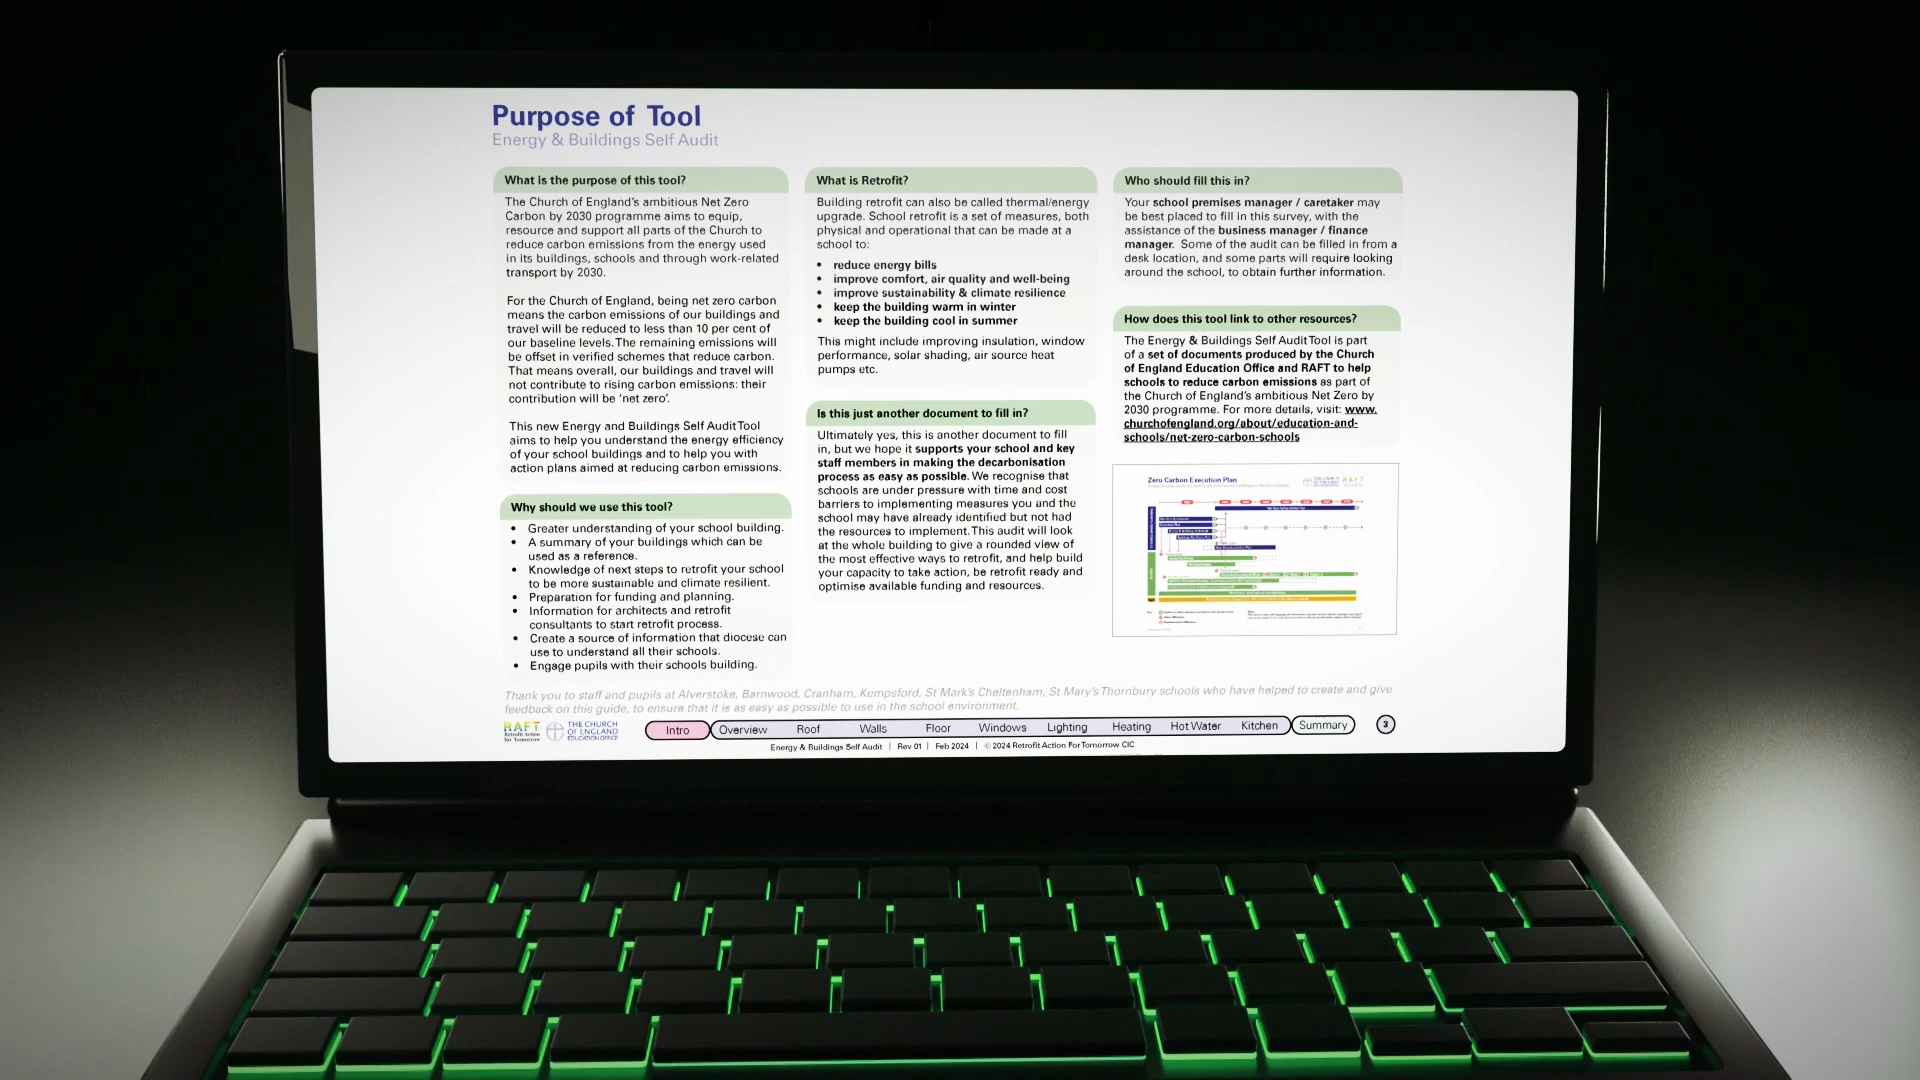 Purpose of Tool
Energy & Buildings Self Audit
What is the purpose of this tool?
The Church of England's ambitious Net Zero
Carbon by 2030 programme aims to equip,
resource and support all parts of the Church to
reduce carbon emissions from the energy used
in its buildings, schools and through work-related
transport by 2030.
For the Church of England, being net zero carbon
means the carbon emissions of our buildings and
travel will be reduced to less than 10 per cent of
our baseline levels. The remaining emissions will
be offset in verified schemes that reduce carbon.
That means overall, our buildings and travel will
not contribute to rising carbon emissions: their
contribution will be ‘net zero’.
This new Energy and Buildings Self Audit Tool
aims to help you understand the energy efficiency
of your school buildings and to help you with
action plans aimed at reducing carbon emissions.
Why should we use this tool?
• Greater understanding of your school building.
• A summary of your buildings which can be
used as a reference.
• Knowledge of next steps to retrofit your school
to be more sustainable and climate resilient.
• Preparation for funding and planning.
• Information for architects and retrofit
consultants to start retrofit process.
• Create a source of information that diocese can
use to understand all their schools.
• Engage pupils with their schools building.
What is Retrofit?
Building retrofit can also be called thermal/energy
upgrade. School retrofit is a set of measures, both
physical and operational that can be made at a
school to:
• reduce energy bills
• improve comfort, air quality and well-being
• improve sustainability & climate resilience
• keep the building warm in winter
• keep the building cool in summer
This might include improving insulation, window
performance, solar shading, air source heat
pumps etc.
Is this just another document to fill in?
Ultimately yes, this is another document to fill
in, but we hope it supports your school and key
staff members in making the decarbonisation
process as easy as possible. We recognise that
schools are under pressure with time and cost
barriers to implementing measures you and the
school may have already identified but not had
the resources to implement. This audit will look
at the whole building to give a rounded view of
the most effective ways to retrofit, and help build
your capacity to take action, be retrofit ready and
optimise available funding and resources.
Who should fill this in?
Your school premises manager / caretaker may
be best placed to fill in this survey, with the
assistance of the business manager / finance
manager. Some of the audit can be filled in from a
desk location, and some parts will require looking
around the school, to obtain further information.
How does this tool link to other resources?
The Energy & Buildings Self Audit Tool is part
of a set of documents produced by the Church
of England Education Office and RAFT to help
schools to reduce carbon emissions as part of
the Church of England's ambitious Net Zero by
2030 programme. For more details, visit: www.
churchofengland.org/about/education-and-
schools/net-zero-carbon-schools
Zero Carbon Execution Plan
Thank you to staff and pupils at Alverstoke, Barnwood, Cranham, Kempsford, St Mark's Cheltenham, St Mary's Thornbury schools who have helped to create and give
feedback on this guide, to ensure that it is as easy as possible to use in the school environment.
RAFT
Retrofit Action
for Tomorrow
THE CHURCH
OF ENGLAND
EDUCATION OFFICE
Intro Overview Roof Walls Floor Windows Lighting Heating Hot Water Kitchen Summary 3
Energy & Buildings Self Audit | Rev 01 | Feb 2024 | © 2024 Retrofit Action For Tomorrow CIC